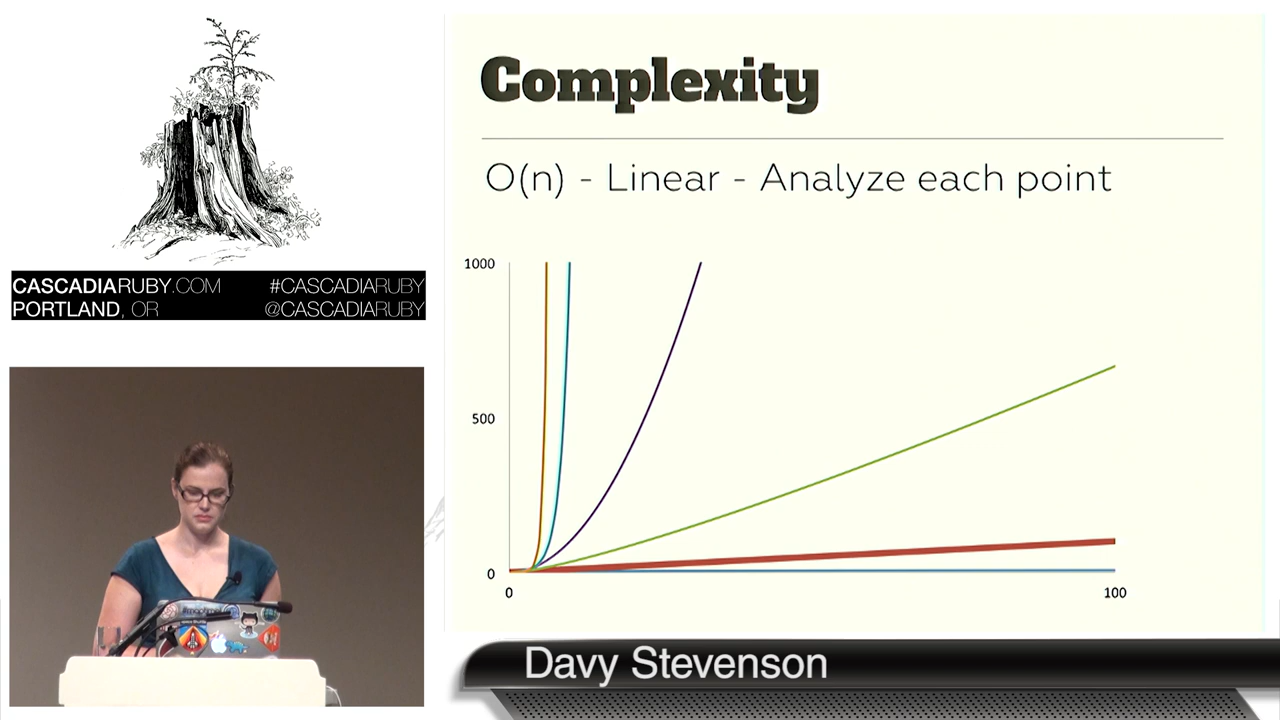 Complexity
O(n) - Linear - Analyze each point
1000
500
0
0
100
CASCADIARUBY.COM
#CASCADIARUBY
PORTLAND, OR
@CASCADIARUBY
Davy Stevenson